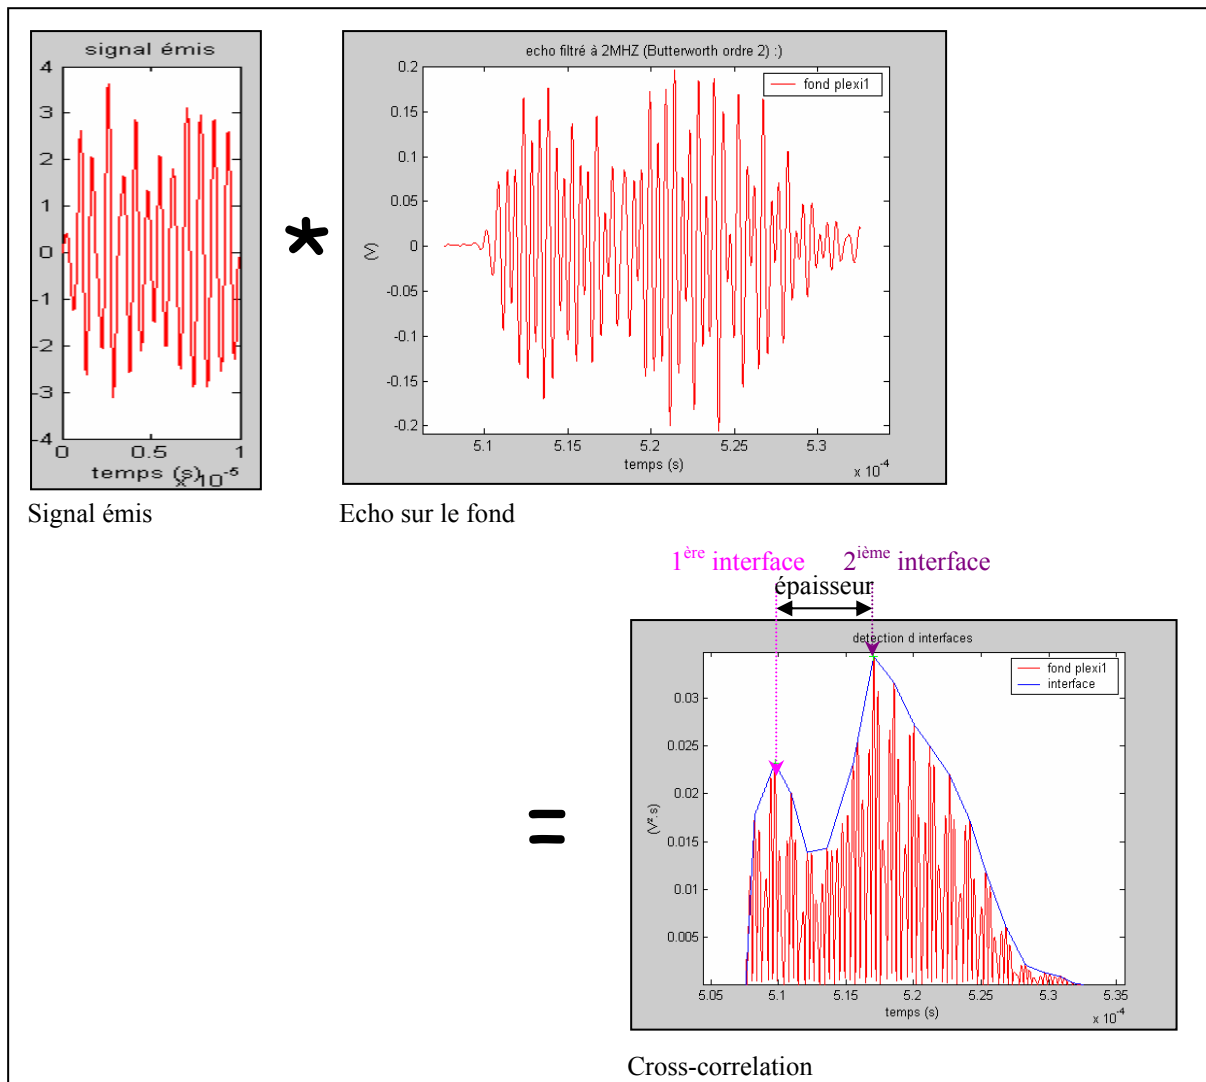 signal émis
4
3
2
1
0
-1
-2
-3
-4
0 0.5 1
temps (s)
x 10^-5
Signal émis
*
echo filtré à 2MHZ (Butterworth ordre 2) :)
fond plexi1
0.2
0.15
0.1
0.05
0
-0.05
-0.1
-0.15
-0.2
(V)
5.1 5.15 5.2 5.25 5.3
temps (s)
x 10^-4
Echo sur le fond
1ère interface
2ième interface
épaisseur
=
detection d interfaces
fond plexi1
interface
0.03
0.025
0.02
0.015
0.01
0.005
(V².s)
5.05 5.1 5.15 5.2 5.25 5.3 5.35
temps (s)
x 10^-4
Cross-correlation